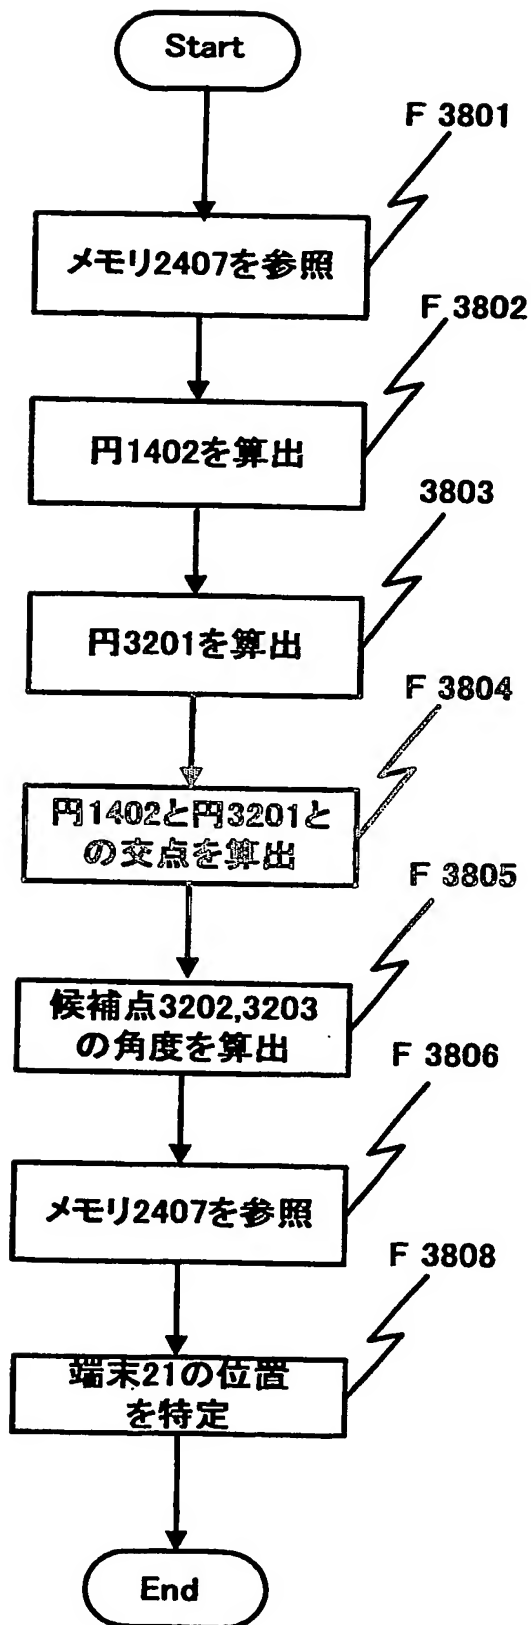 Start
F 3801
メモリ2407を参照
F 3802
円1402を算出
3803
円3201を算出
F 3804
円1402と円3201と
の交点を算出
F 3805
候補点3202,3203
の角度を算出
F 3806
メモリ2407を参照
F 3808
端末21の位置
を特定
End